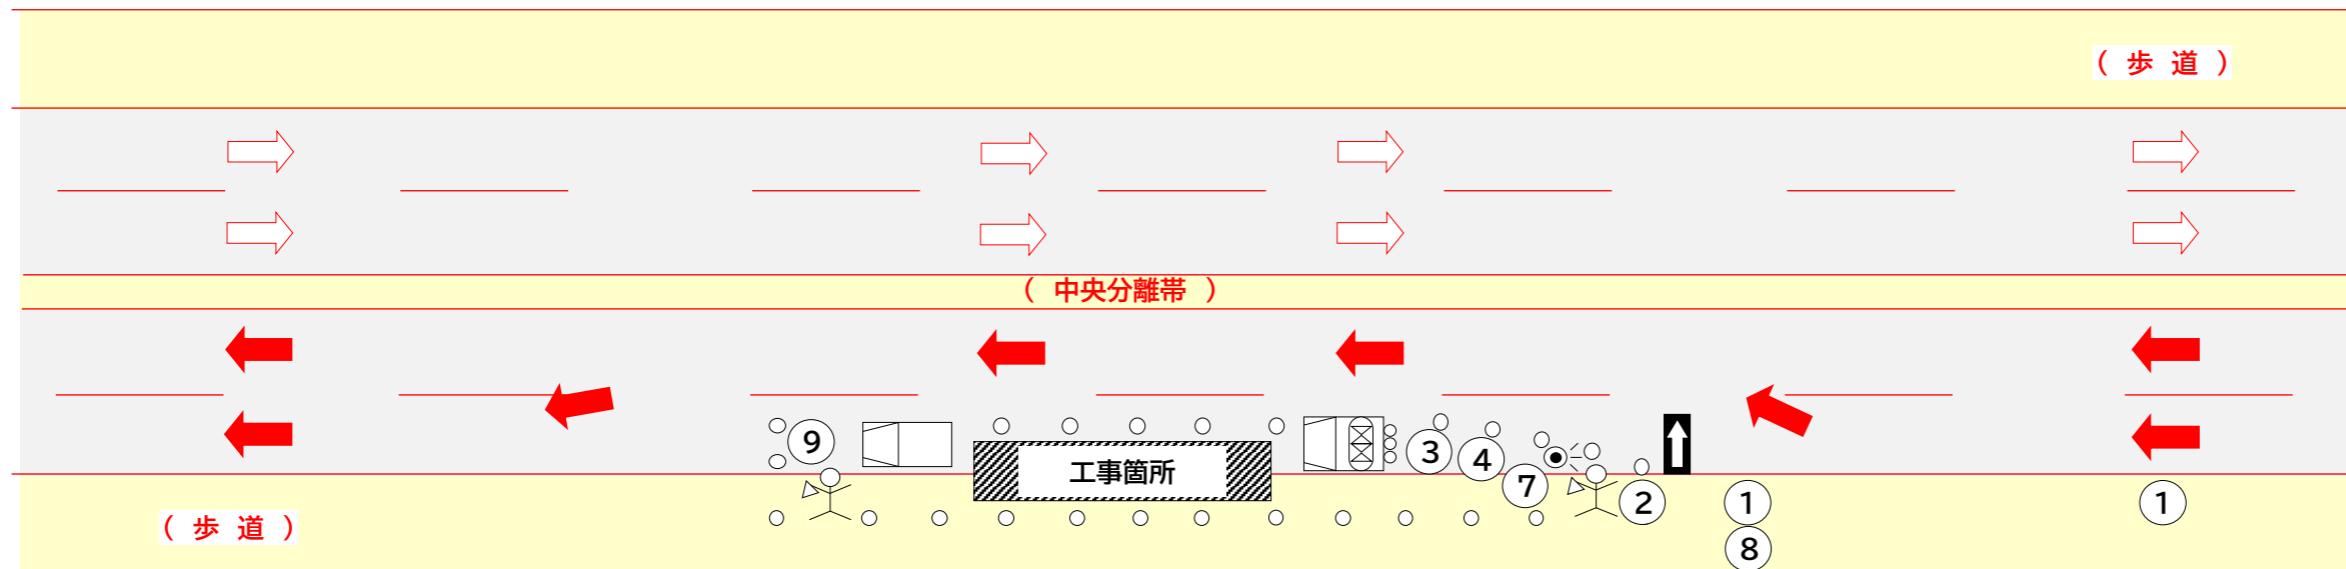 （ 歩 道 ）
（ 中央分離帯 ）
⑨
③
④
工事箇所
⑦
②
①
①
（ 歩 道 ）
⑧